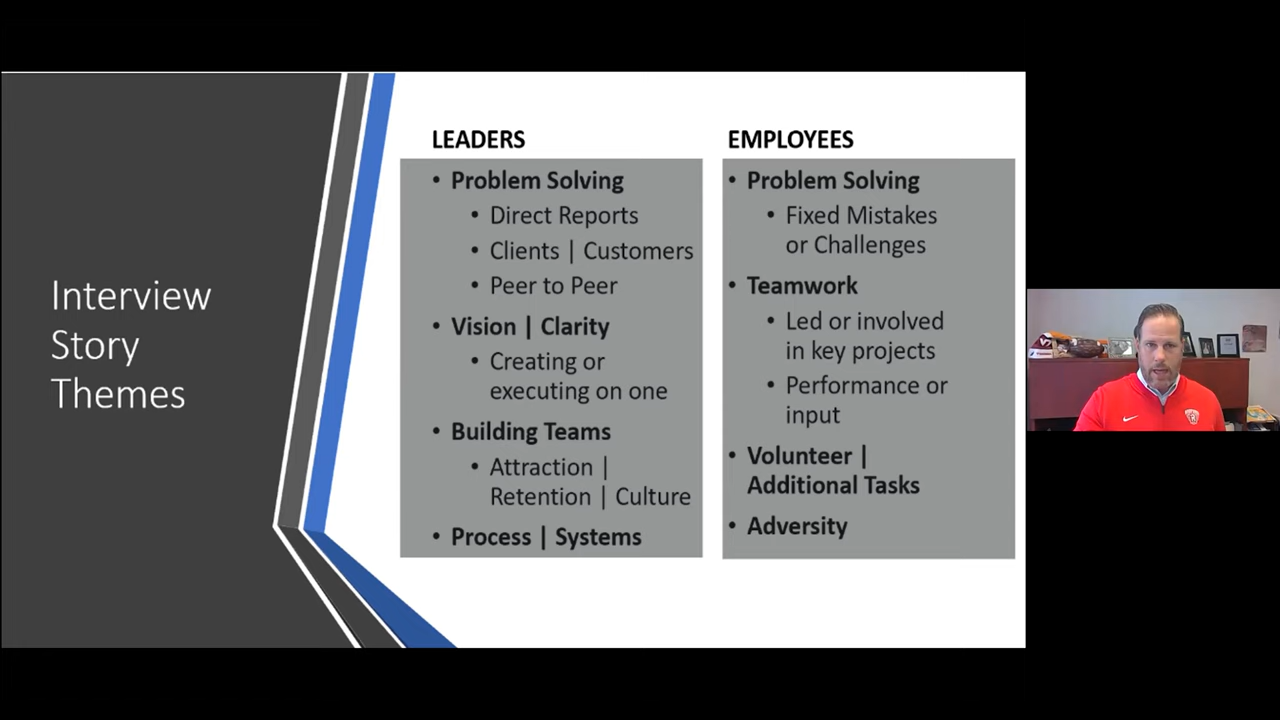 Interview
Story
Themes
LEADERS
• Problem Solving
• Direct Reports
• Clients | Customers
• Peer to Peer
• Vision | Clarity
• Creating or
executing on one
• Building Teams
• Attraction |
Retention | Culture
• Process | Systems
EMPLOYEES
• Problem Solving
• Fixed Mistakes
or Challenges
• Teamwork
• Led or involved
in key projects
• Performance or
input
• Volunteer |
Additional Tasks
• Adversity